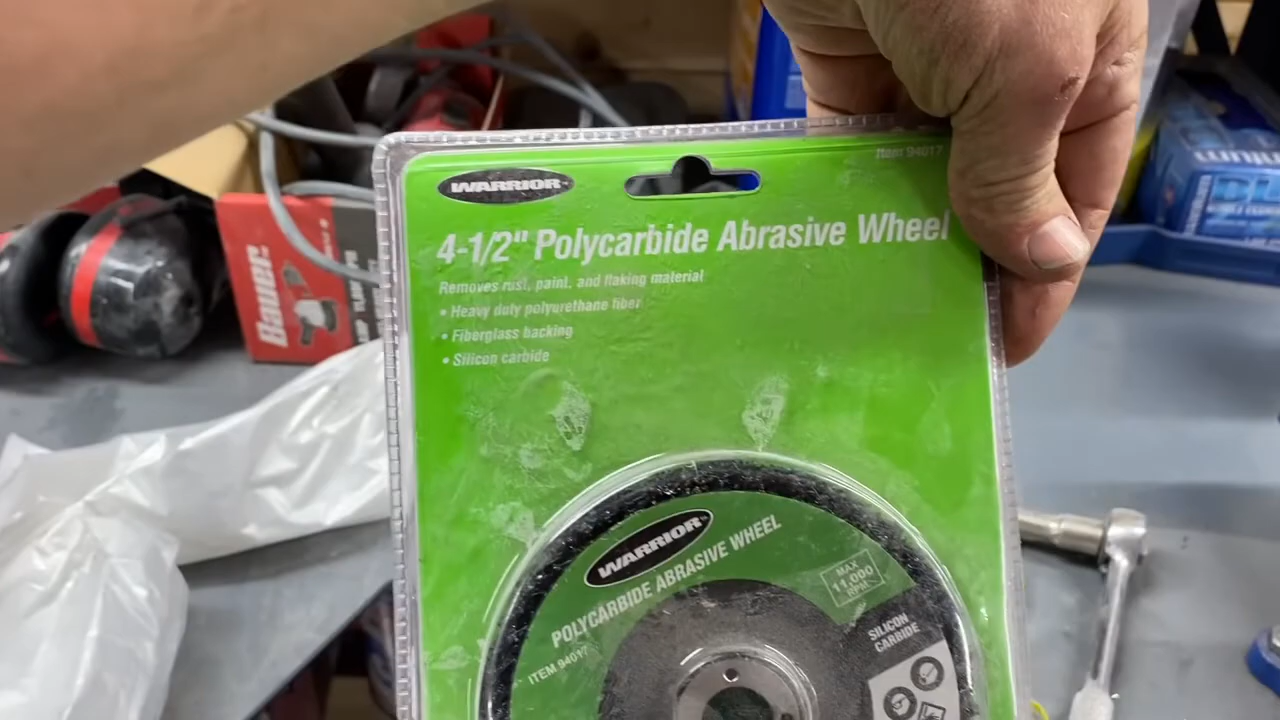 WARRIOR
Item 94017
4-1/2" Polycarbide Abrasive Wheel
Removes rust, paint, and flaking material
• Heavy duty polyurethane fiber
• Fiberglass backing
• Silicon carbide
Bauer
WARRIOR
POLYCARBIDE ABRASIVE WHEEL
ITEM 94017
MAX
11,000
RPM
SILICON
CARBIDE